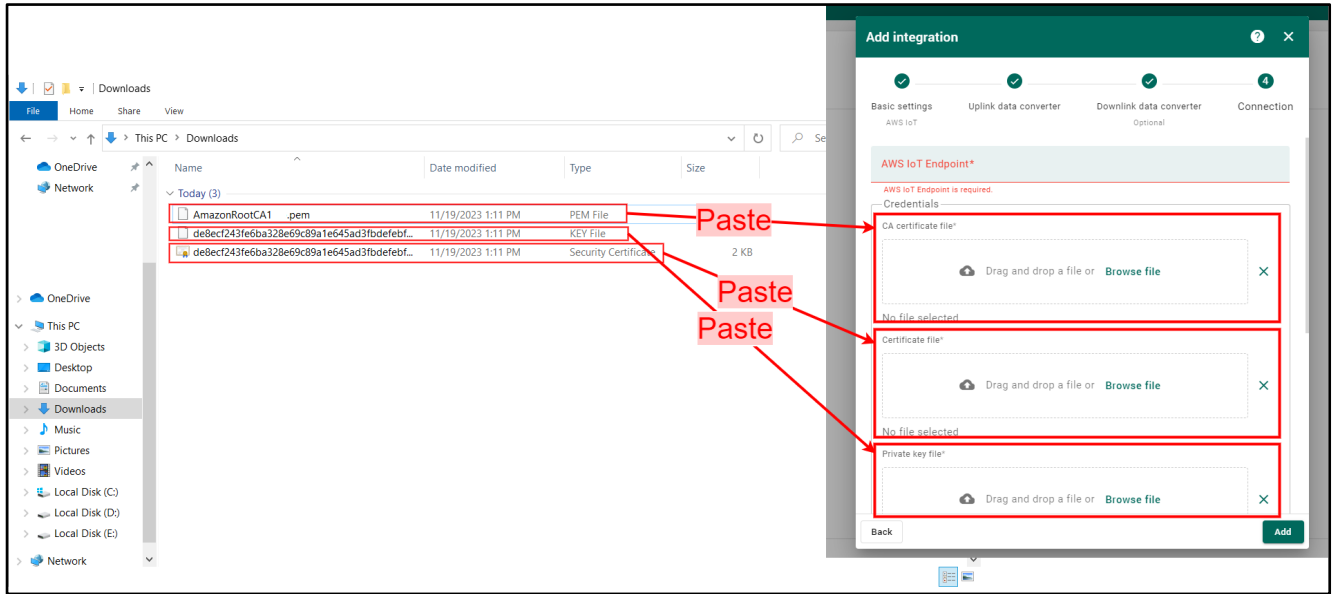 Downloads
File Home Share View
This PC > Downloads
Se
OneDrive
Network
Name Date modified Type Size
Today (3)
AmazonRootCA1 .pem 11/19/2023 1:11 PM PEM File
de8ecf243fe6ba328e69c89a1e645ad3fbdefebf... 11/19/2023 1:11 PM KEY File
de8ecf243fe6ba328e69c89a1e645ad3fbdefebf... 11/19/2023 1:11 PM Security Certificate 2 KB
OneDrive
This PC
3D Objects
Desktop
Documents
Downloads
Music
Pictures
Videos
Local Disk (C:)
Local Disk (D:)
Local Disk (E:)
Network
Paste
Paste
Paste
Add integration ?
4
Basic settings Uplink data converter Downlink data converter Connection
AWS IoT Optional
AWS IoT Endpoint*
AWS IoT Endpoint is required.
Credentials
CA certificate file*
Drag and drop a file or Browse file
No file selected
Certificate file*
Drag and drop a file or Browse file
No file selected
Private key file*
Drag and drop a file or Browse file
Back Add